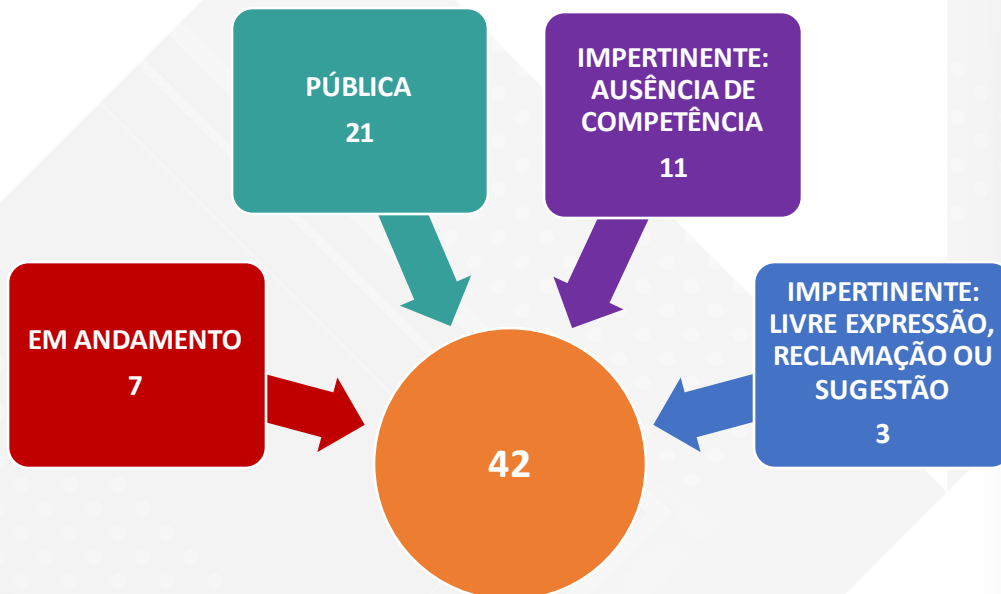 PÚBLICA
21
IMPERTINENTE:
AUSÊNCIA DE
COMPETÊNCIA
11
EM ANDAMENTO
7
IMPERTINENTE:
LIVRE EXPRESSÃO,
RECLAMAÇÃO OU
SUGESTÃO
3
42